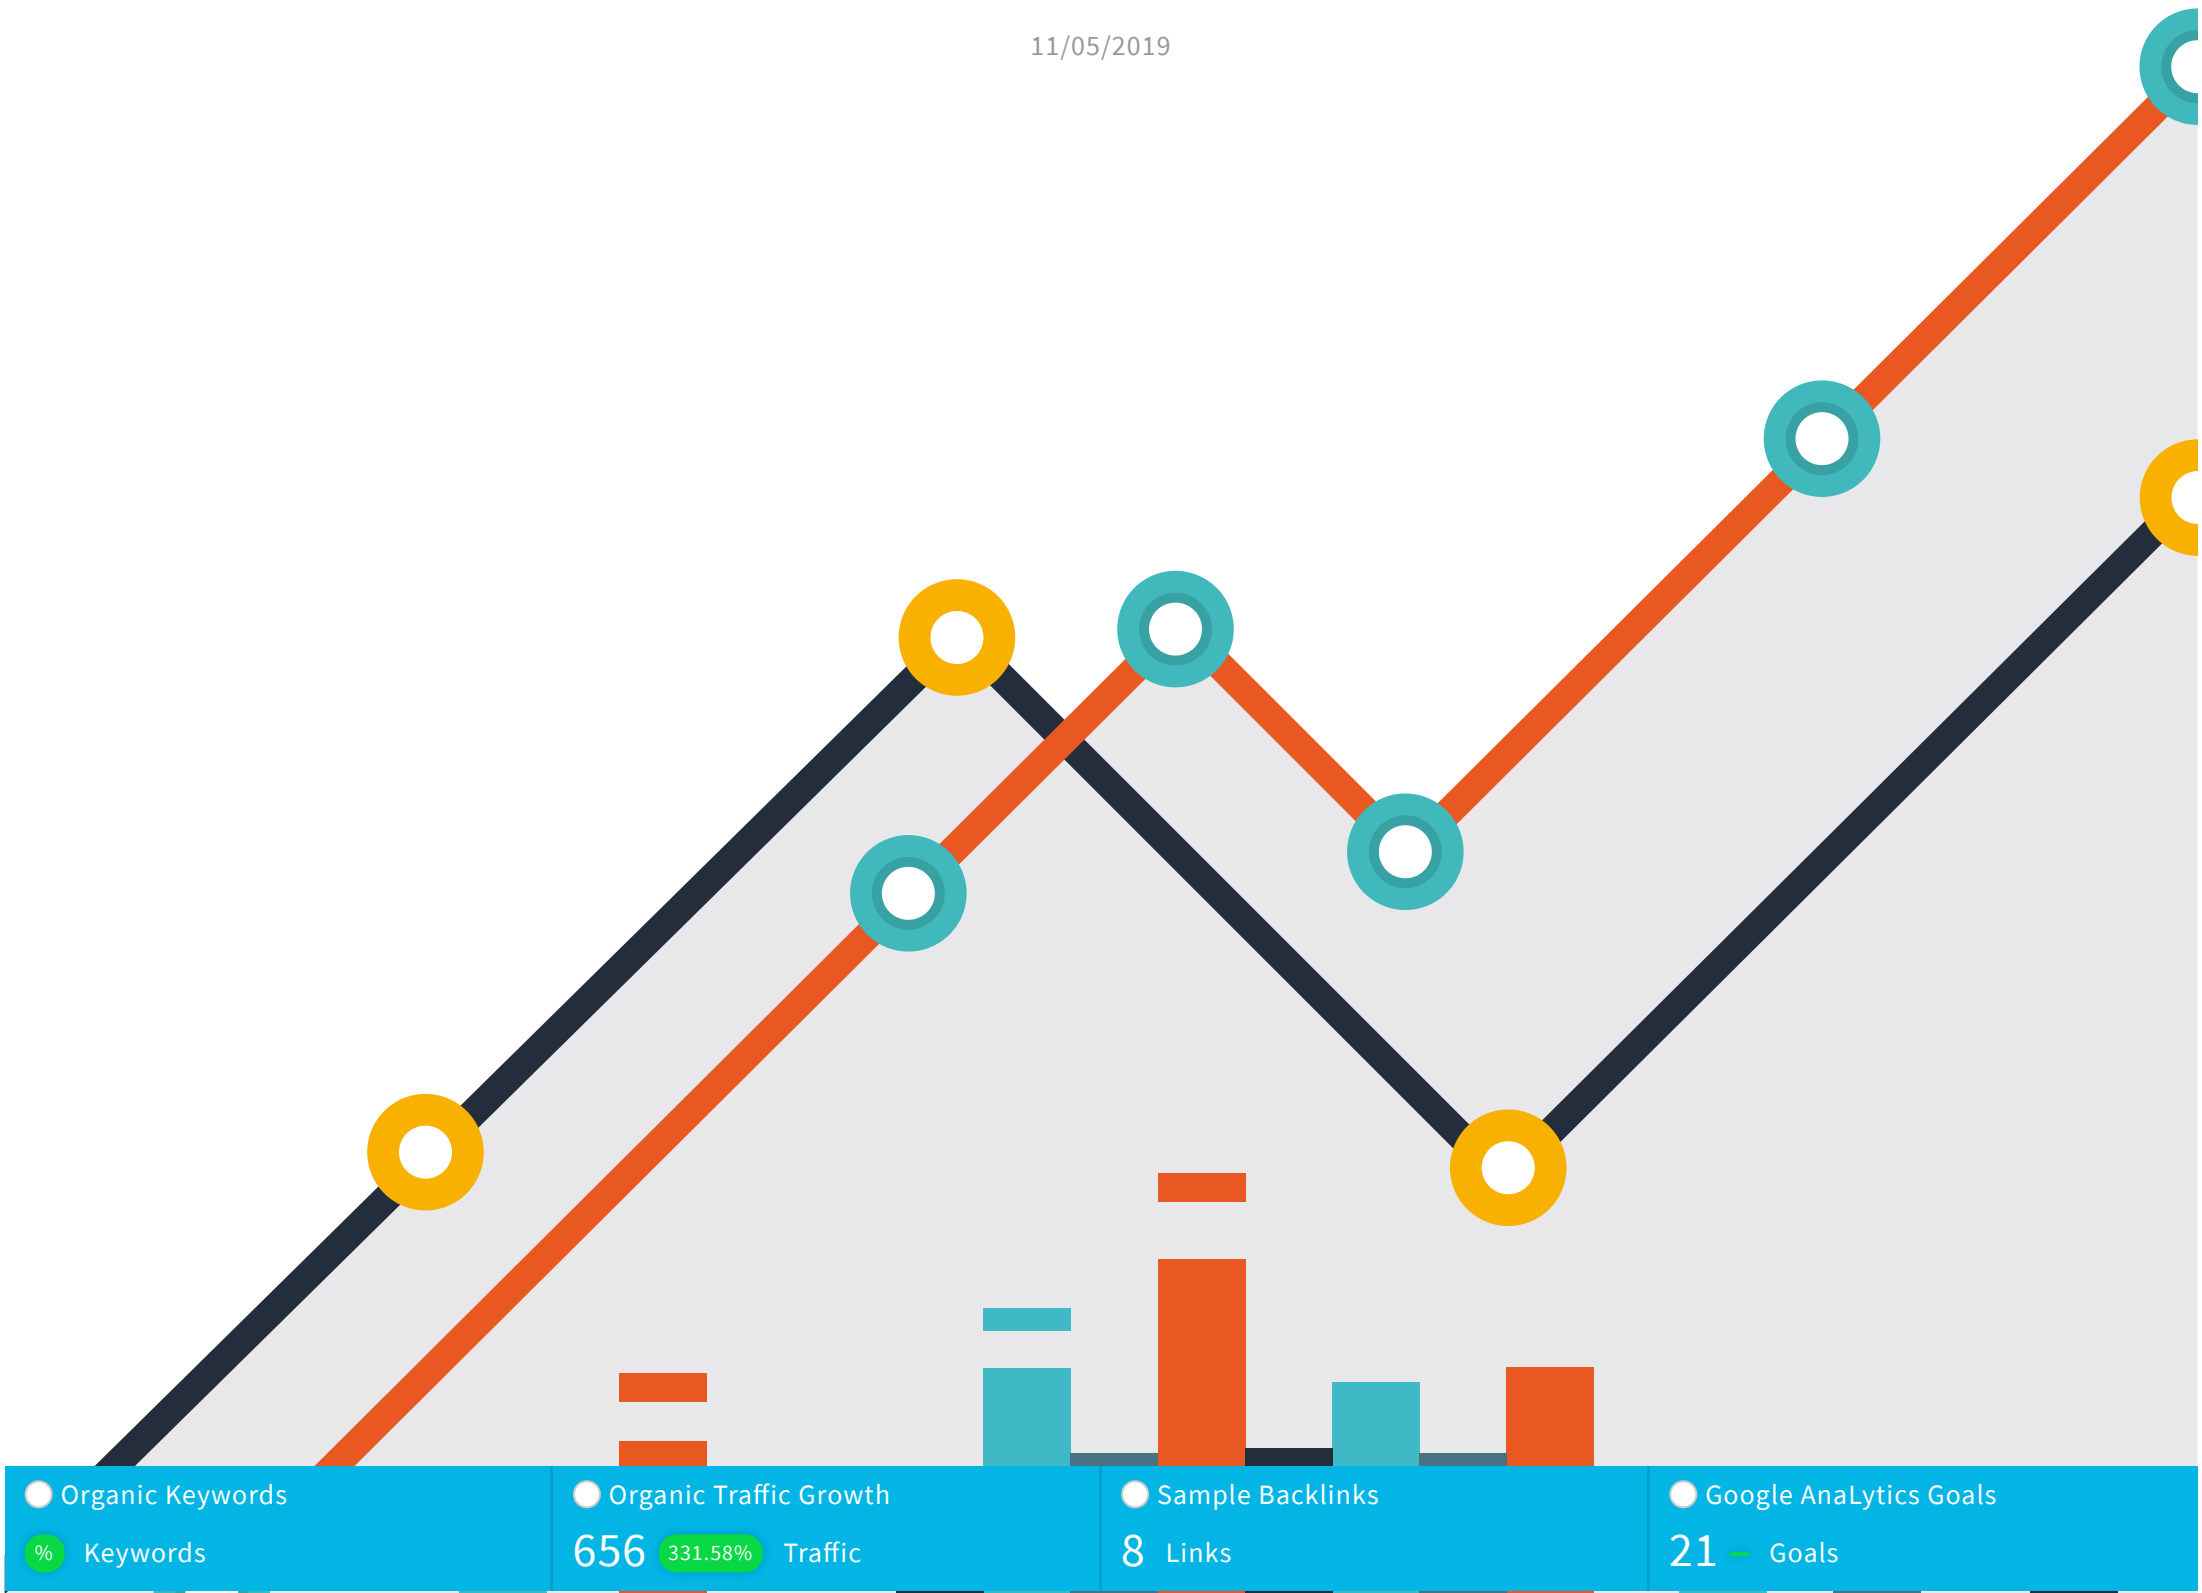 11/05/2019
Organic Keywords
% Keywords
Organic Traffic Growth
656 331.58% Traffic
Sample Backlinks
8 Links
Google AnaLytics Goals
21 – Goals